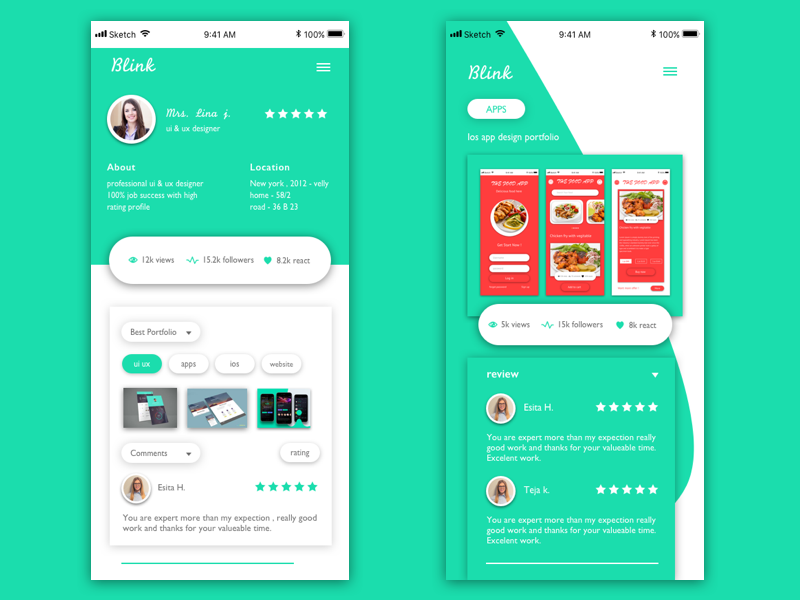 Sketch 9:41 AM 100%
Blink
Mrs. Lina j.
ui & ux designer
About
professional ui & ux designer
100% job success with high
rating profile
Location
New york , 2012 - velly
home - 58/2
road - 36 B 23
12k views 15.2k followers 8.2k react
Best Portfolio
ui ux apps ios website
Comments rating
Esita H.
You are expert more than my expection , really good
work and thanks for your valueable time.
Sketch 9:41 AM 100%
Blink
APPS
Ios app design portfolio
THE FOOD APP THE FOOD APP THE FOOD APP
5k views 15k followers 8k react
review
Esita H.
You are expert more than my expection really
good work and thanks for your valueable time.
Excelent work.
Teja k.
You are expert more than my expection really
good work and thanks for your valueable time.
Excelent work.